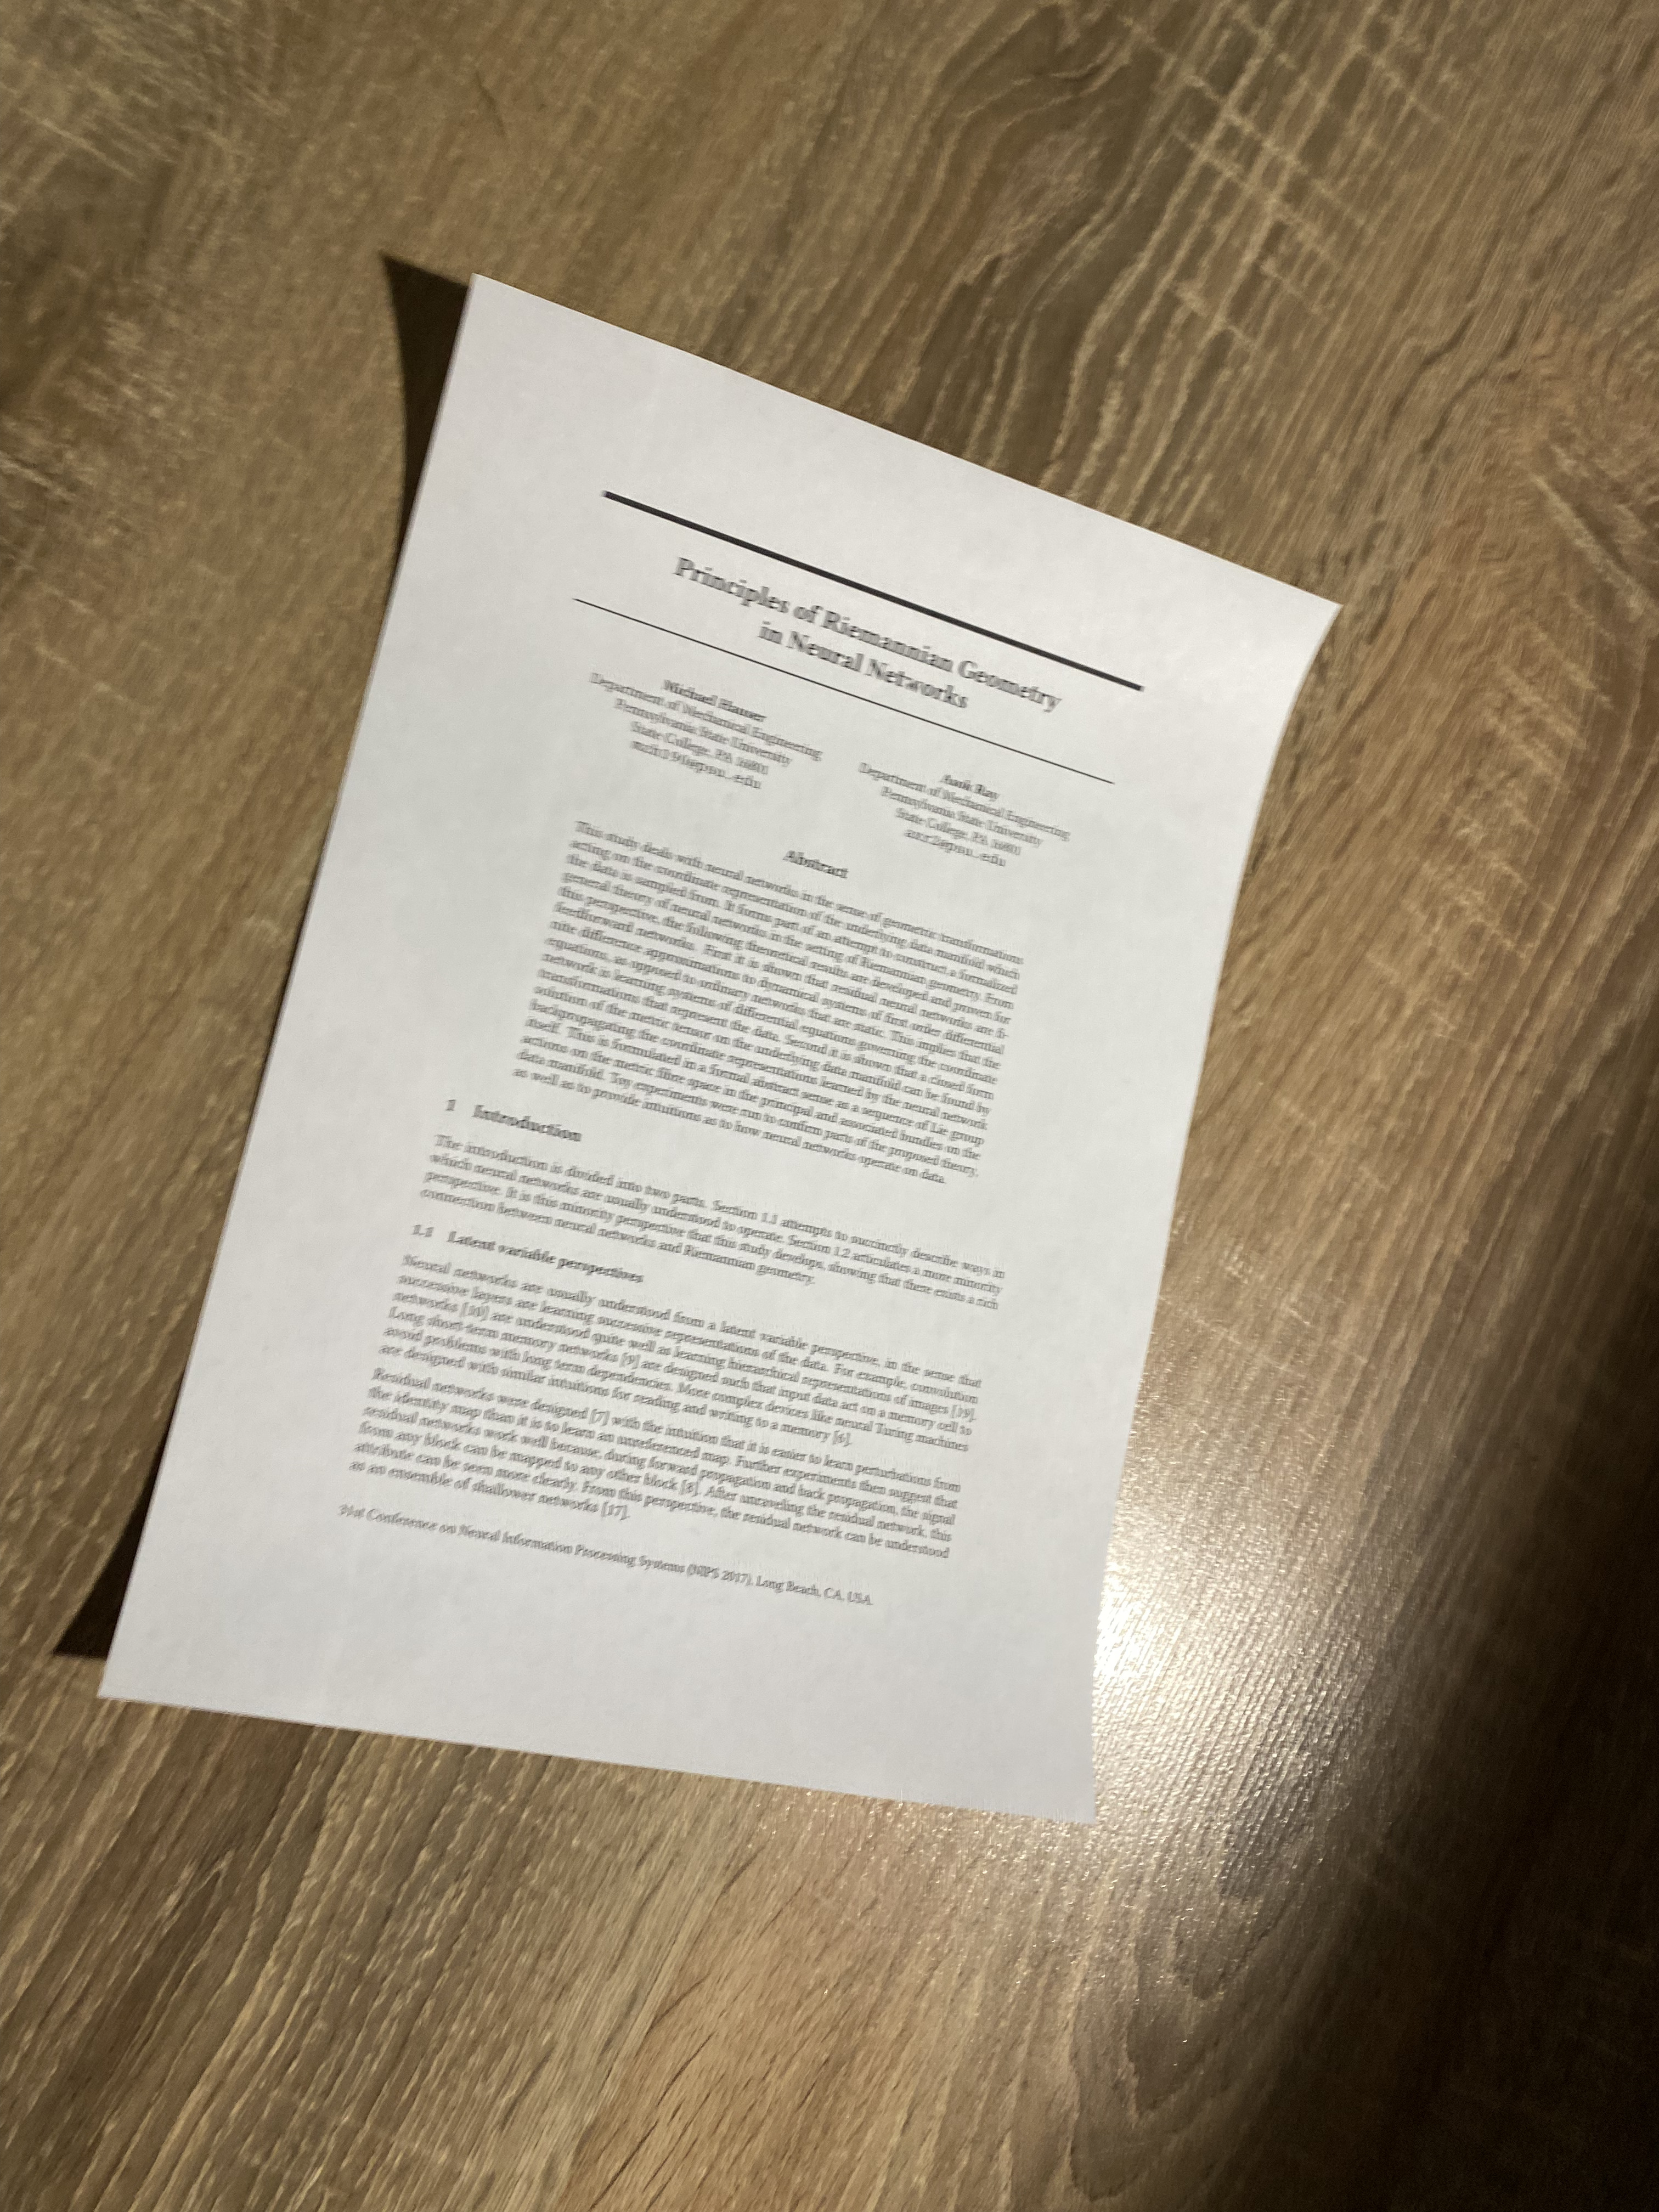 Principles of Riemannian Geometry
in Neural Networks
Michael Hauser
Department of Mechanical Engineering
Pennsylvania State University
State College, PA 16801
mzh190@psu.edu
Asok Ray
Department of Mechanical Engineering
Pennsylvania State University
State College, PA 16801
axr2@psu.edu
Abstract
This study deals with neural networks in the sense of geometric transformations
acting on the coordinate representation of the underlying data manifold which
the data is sampled from. It forms part of an attempt to construct a formalized
general theory of neural networks in the setting of Riemannian geometry. From
this perspective, the following theoretical results are developed and proven for
feedforward networks. First it is shown that residual neural networks are fi-
nite difference approximations to dynamical systems of first order differential
equations, as opposed to ordinary networks that are static. This implies that the
network is learning systems of differential equations governing the coordinate
transformations that represent the data. Second it is shown that a closed form
solution of the metric tensor on the underlying data manifold can be found by
backpropagating the coordinate representations learned by the neural network
itself. This is formulated in a formal abstract sense as a sequence of Lie group
actions on the metric fibre space in the principal and associated bundles on the
data manifold. Toy experiments were run to confirm parts of the proposed theory,
as well as to provide intuitions as to how neural networks operate on data.
1 Introduction
The introduction is divided into two parts. Section 1.1 attempts to succinctly describe ways in
which neural networks are usually understood to operate. Section 1.2 articulates a more minority
perspective. It is this minority perspective that this study develops, showing that there exists a rich
connection between neural networks and Riemannian geometry.
1.1 Latent variable perspectives
Neural networks are usually understood from a latent variable perspective, in the sense that
successive layers are learning successive representations of the data. For example, convolution
networks [10] are understood quite well as learning hierarchical representations of images [19].
Long short-term memory networks [9] are designed such that input data act on a memory cell to
avoid problems with long term dependencies. More complex devices like neural Turing machines
are designed with similar intuitions for reading and writing to a memory [6].
Residual networks were designed [7] with the intuition that it is easier to learn perturbations from
the identity map than it is to learn an unreferenced map. Further experiments then suggest that
residual networks work well because, during forward propagation and back propagation, the signal
from any block can be mapped to any other block [8]. After unraveling the residual network, this
attribute can be seen more clearly. From this perspective, the residual network can be understood
as an ensemble of shallower networks [17].
31st Conference on Neural Information Processing Systems (NIPS 2017), Long Beach, CA, USA.